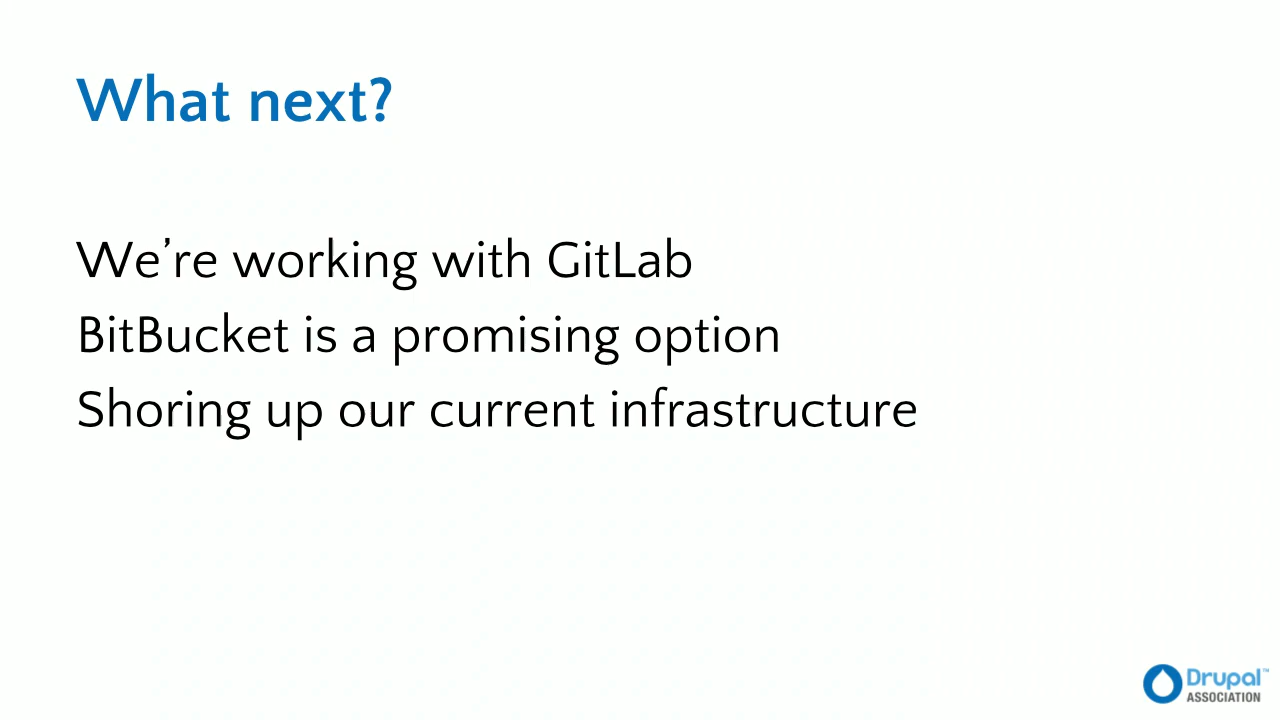 What next?
We’re working with GitLab
BitBucket is a promising option
Shoring up our current infrastructure
Drupal™
ASSOCIATION